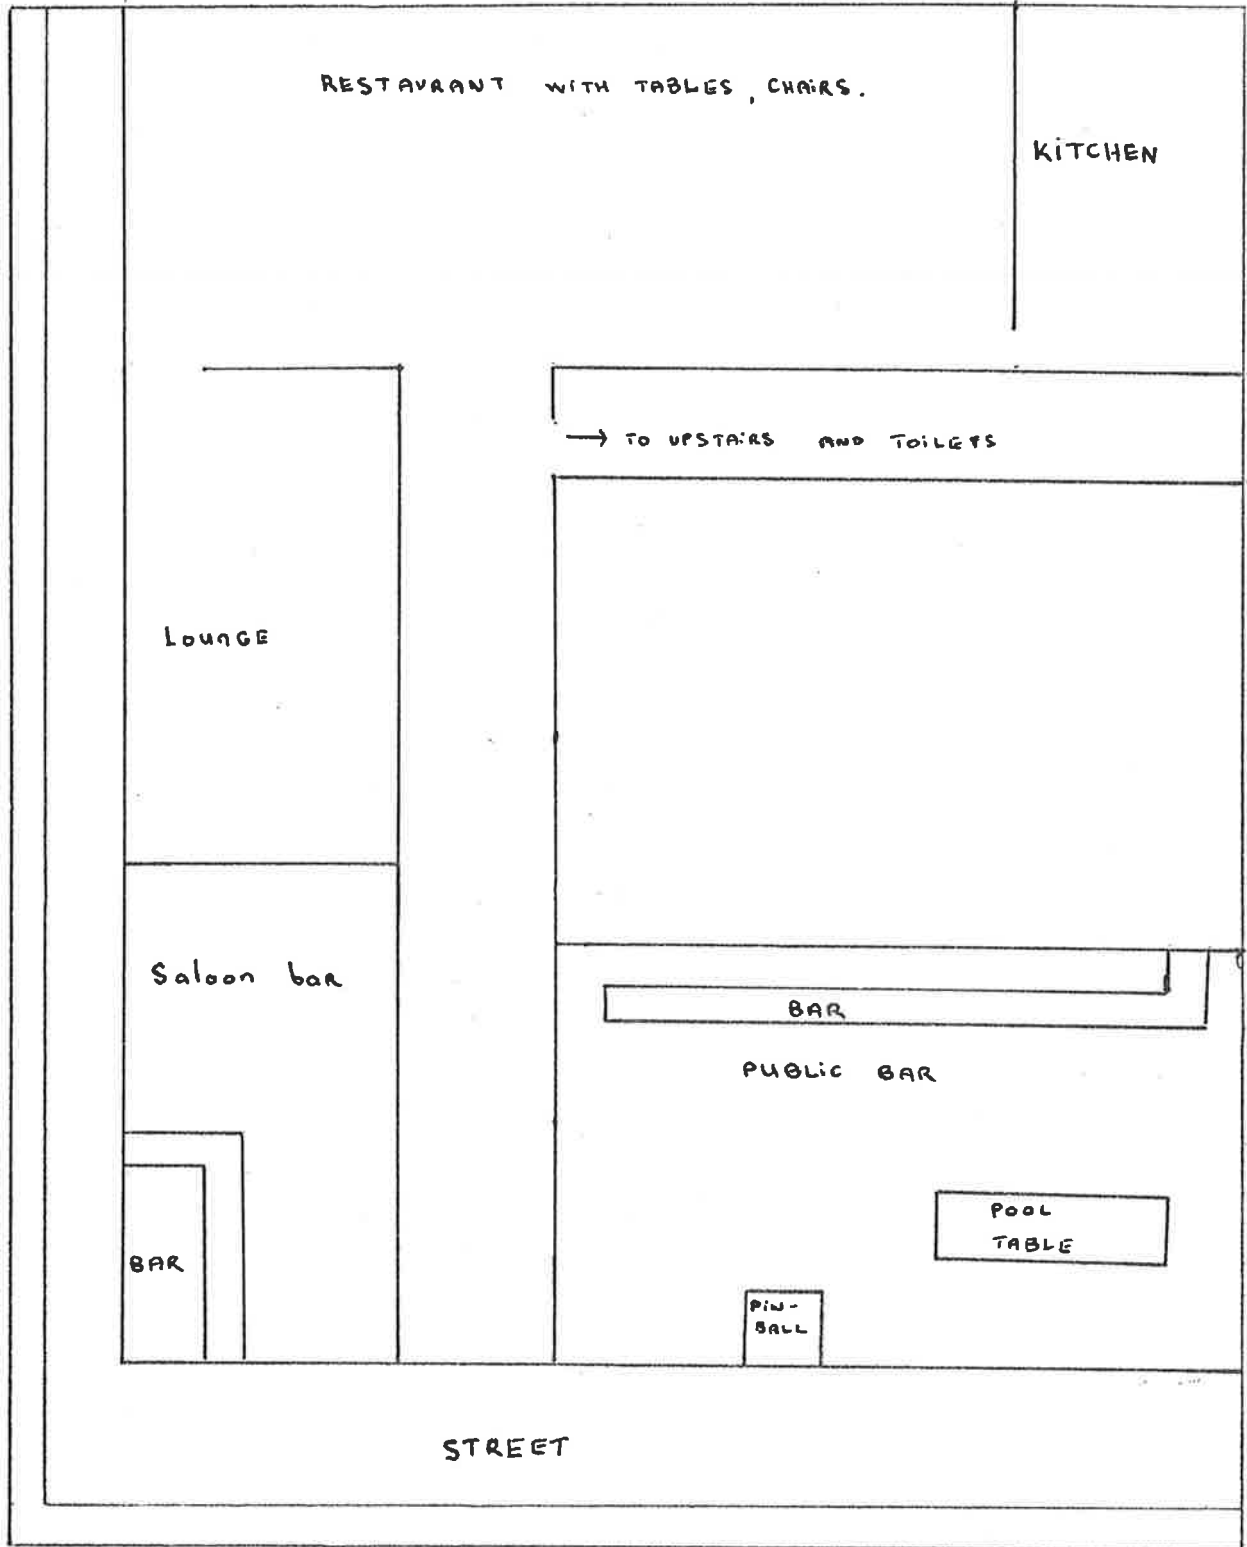 RESTAURANT WITH TABLES, CHAIRS.
KITCHEN
→ TO UPSTAIRS AND TOILETS
LOUNGE
Saloon baR
BAR
PUBLIC BAR
POOL
TABLE
BAR
PIN-
BALL
STREET